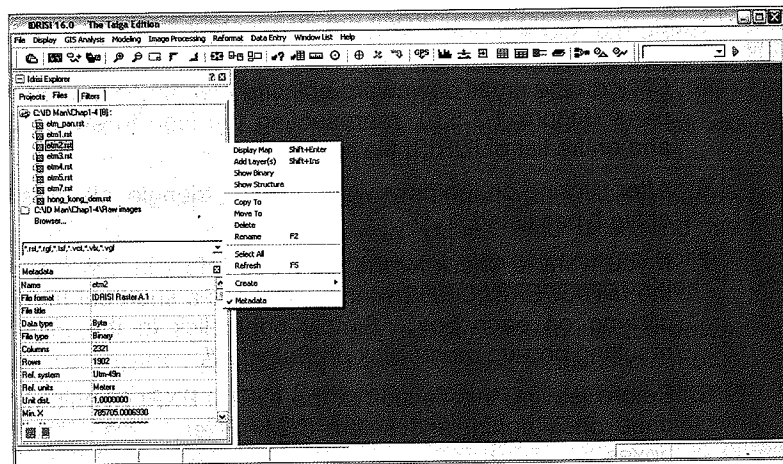 IDRISI 16.0 The Taiga Edition
File Display GIS Analysis Modeling Image Processing Reformat Data Entry Window List Help
GPS
Idrisi Explorer
Projects Files Filters
C:\ID Man\Chap1-4 [8]:
etm_pan.rst
etm1.rst
etm2.rst
etm3.rst
etm4.rst
etm5.rst
etm7.rst
hong_kong_dem.rst
C:\ID Man\Chap1-4\Raw images
Browser...
Display Map Shift+Enter
Add Layer(s) Shift+Ins
Show Binary
Show Structure
Copy To
Move To
Delete
Rename F2
Select All
Refresh F5
Create
Metadata
*.rst,*.rgf,*.tsf,*.vct,*.vlx,*.vgf
Metadata
Name etm2
File format IDRISI Raster A.1
File title
Data type Byte
File type Binary
Columns 2321
Rows 1902
Ref. system Utm-49n
Ref. units Meters
Unit dist. 1.0000000
Min. X 785705.0006930